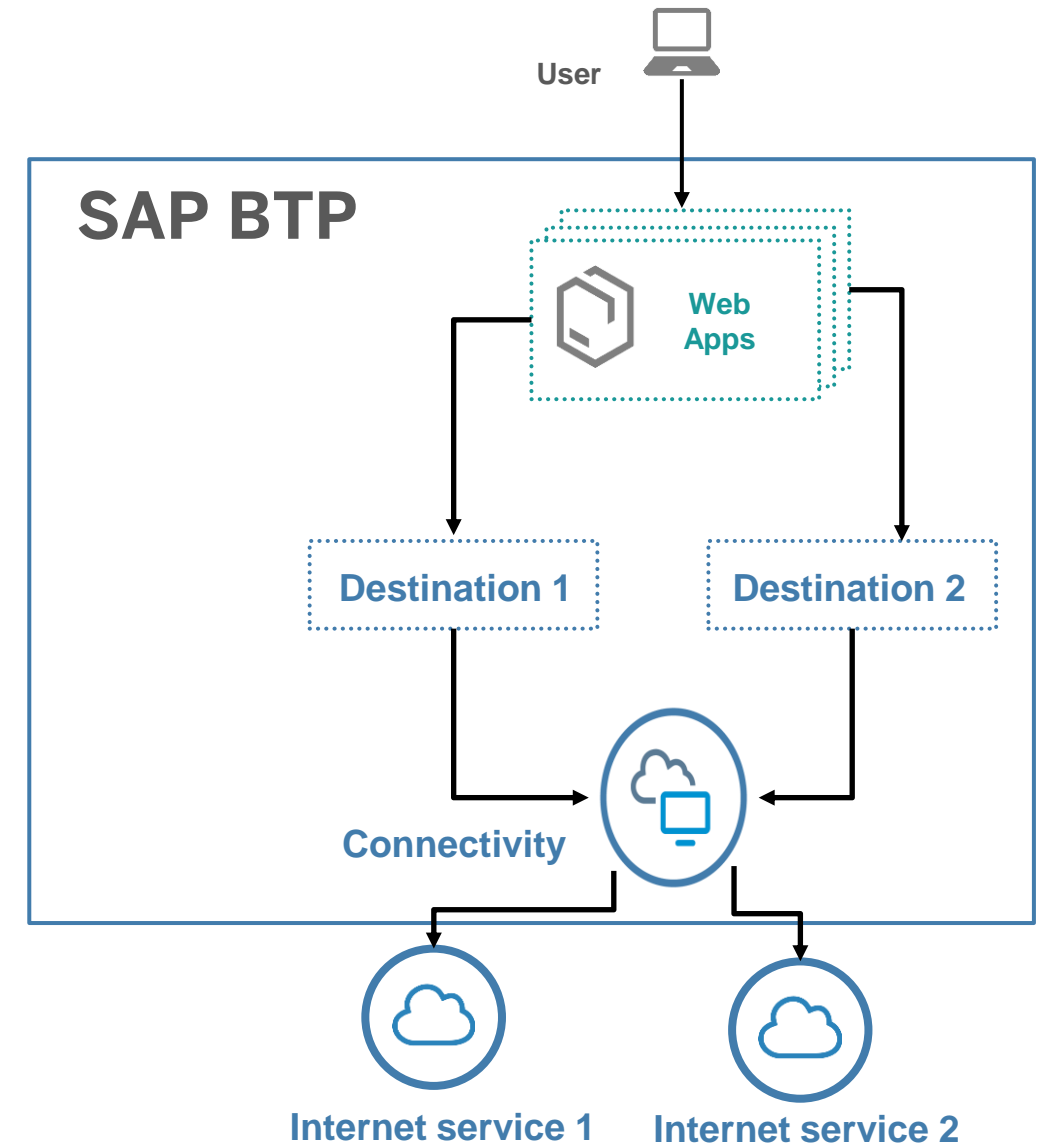 User
SAP BTP
Web
Apps
Destination 1
Destination 2
Connectivity
Internet service 1
Internet service 2